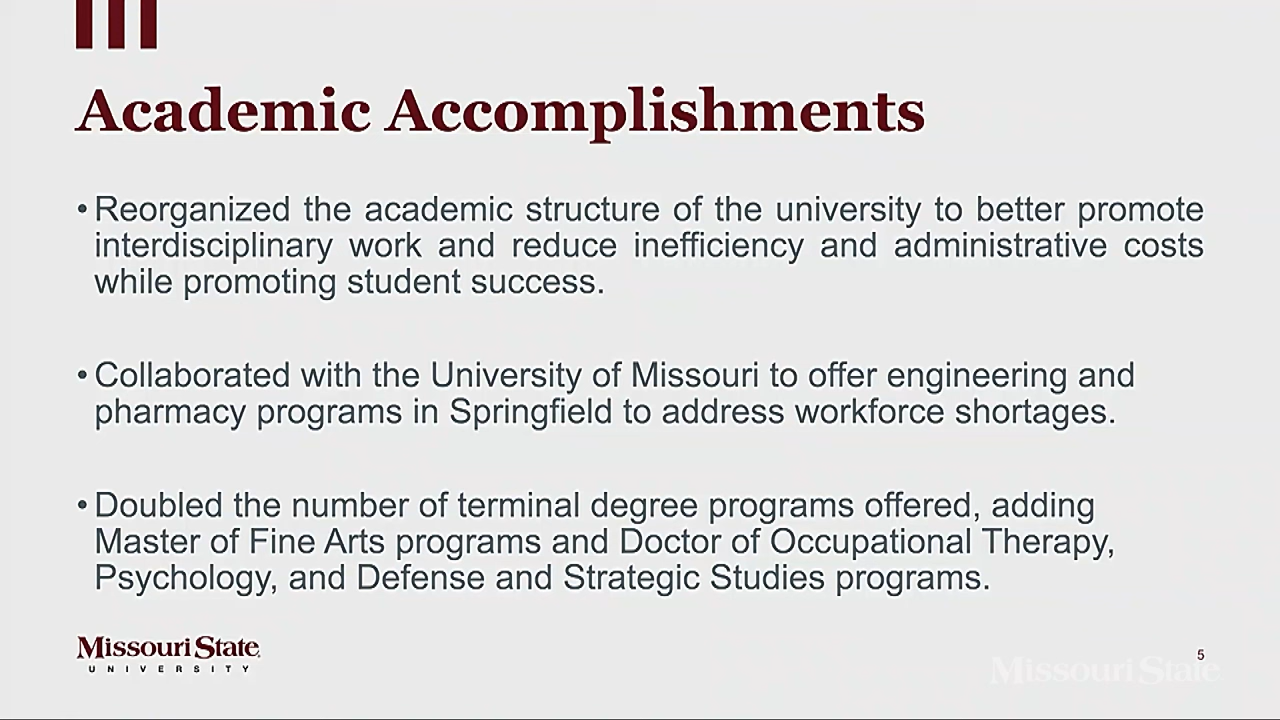 Academic Accomplishments
• Reorganized the academic structure of the university to better promote
interdisciplinary work and reduce inefficiency and administrative costs
while promoting student success.
• Collaborated with the University of Missouri to offer engineering and
pharmacy programs in Springfield to address workforce shortages.
• Doubled the number of terminal degree programs offered, adding
Master of Fine Arts programs and Doctor of Occupational Therapy,
Psychology, and Defense and Strategic Studies programs.
Missouri State
UNIVERSITY
5
Missouri State